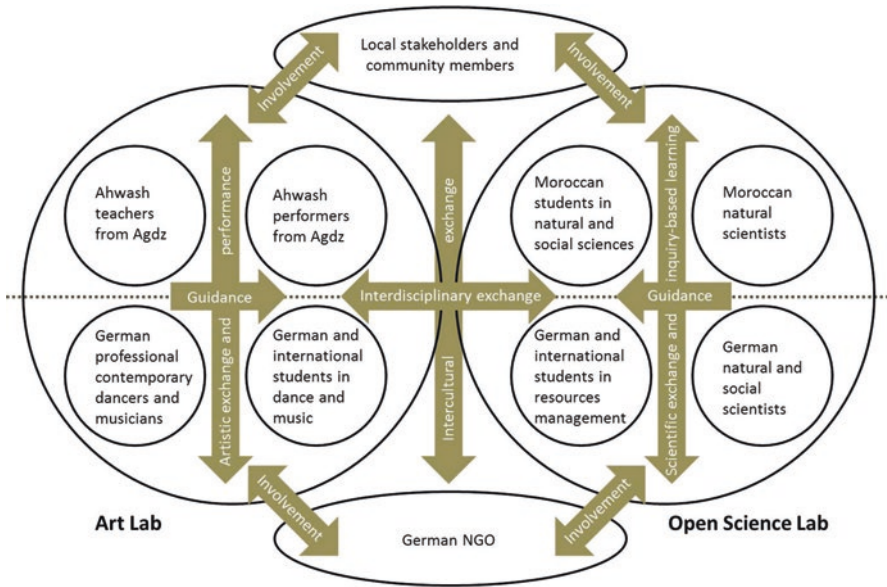 Local stakeholders and
community members
Involvement
Involvement
Ahwash
teachers
from Agdz
Ahwash
performers
from Agdz
Moroccan
students in
natural and
social sciences
Moroccan
natural
scientists
Artistic exchange and performance
Intercultural exchange
Scientific exchange and inquiry-based learning
Guidance
Interdisciplinary exchange
Guidance
German
professional
contemporary
dancers and
musicians
German and
international
students in
dance and
music
German and
international
students in
resources
management
German
natural and
social
scientists
Involvement
Involvement
Art Lab
German NGO
Open Science Lab